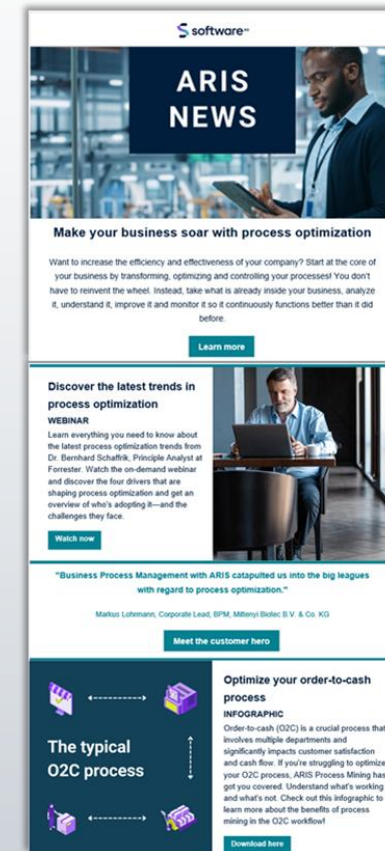 software™
ARIS
NEWS
Make your business soar with process optimization
Want to increase the efficiency and effectiveness of your company? Start at the core of
your business by transforming, optimizing and controlling your processes! You don't
have to reinvent the wheel. Instead, take what is already inside your business, analyze
it, understand it, improve it and monitor it so it continuously functions better than it did
before.
Learn more
Discover the latest trends in
process optimization
WEBINAR
Learn everything you need to know about
the latest process optimization trends from
Dr. Bernhard Schaffrik, Principle Analyst at
Forrester. Watch the on-demand webinar
and discover the four drivers that are
shaping process optimization and get an
overview of who's adopting it—and the
challenges they face.
Watch now
"Business Process Management with ARIS catapulted us into the big leagues
with regard to process optimization."
Markus Lohrmann, Corporate Lead, BPM, Miltenyi Biotec B.V. & Co. KG
Meet the customer hero
The typical
O2C process
Optimize your order-to-cash
process
INFOGRAPHIC
Order-to-cash (O2C) is a crucial process that
involves multiple departments and
significantly impacts customer satisfaction
and cash flow. If you're struggling to optimize
your O2C process, ARIS Process Mining has
got you covered. Understand what's working
and what's not. Check out this infographic to
learn more about the benefits of process
mining in the O2C workflow!
Download here